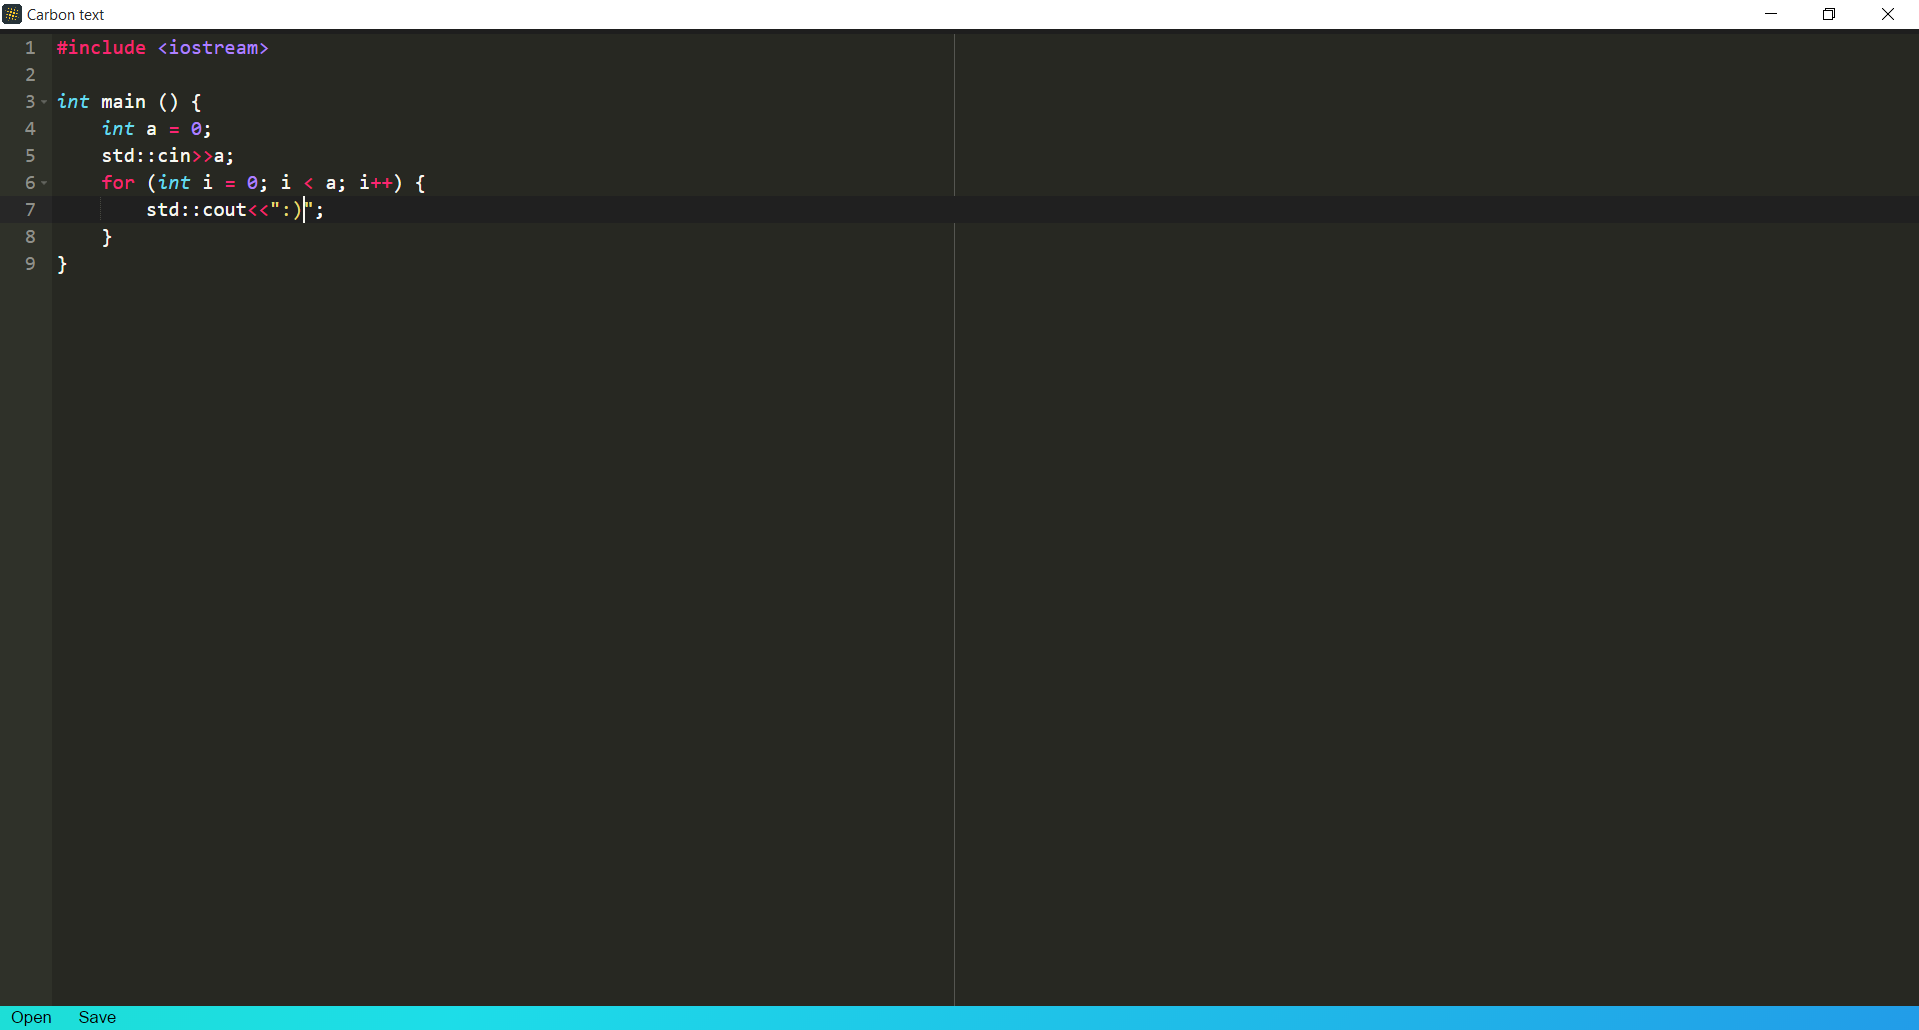 Carbon text
1 #include <iostream>
2
3 int main () {
4     int a = 0;
5     std::cin>>a;
6     for (int i = 0; i < a; i++) {
7         std::cout<<":)";
8     }
9 }
Open Save